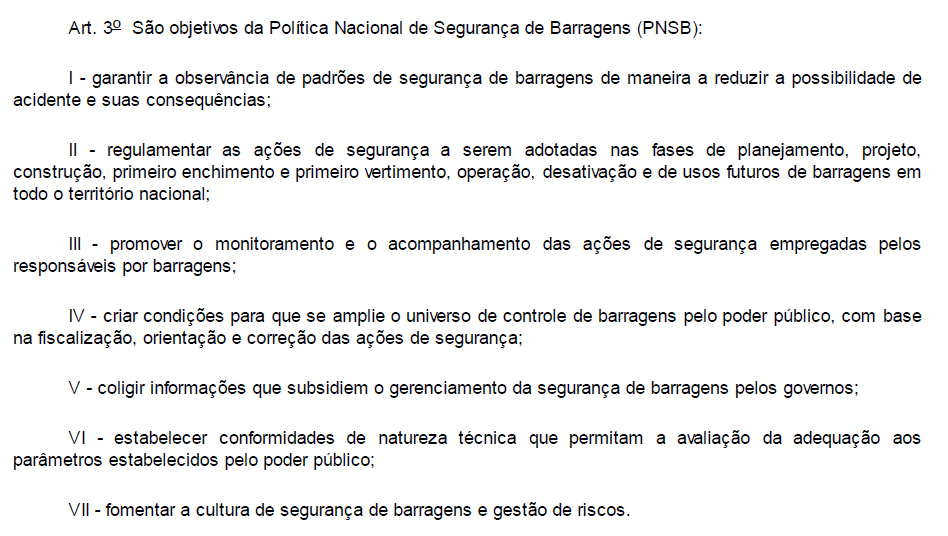 Art. 3º  São objetivos da Política Nacional de Segurança de Barragens (PNSB):
I - garantir a observância de padrões de segurança de barragens de maneira a reduzir a possibilidade de
acidente e suas consequências;
II - regulamentar as ações de segurança a serem adotadas nas fases de planejamento, projeto,
construção, primeiro enchimento e primeiro vertimento, operação, desativação e de usos futuros de barragens em
todo o território nacional;
III - promover o monitoramento e o acompanhamento das ações de segurança empregadas pelos
responsáveis por barragens;
IV - criar condições para que se amplie o universo de controle de barragens pelo poder público, com base
na fiscalização, orientação e correção das ações de segurança;
V - coligir informações que subsidiem o gerenciamento da segurança de barragens pelos governos;
VI - estabelecer conformidades de natureza técnica que permitam a avaliação da adequação aos
parâmetros estabelecidos pelo poder público;
VII - fomentar a cultura de segurança de barragens e gestão de riscos.